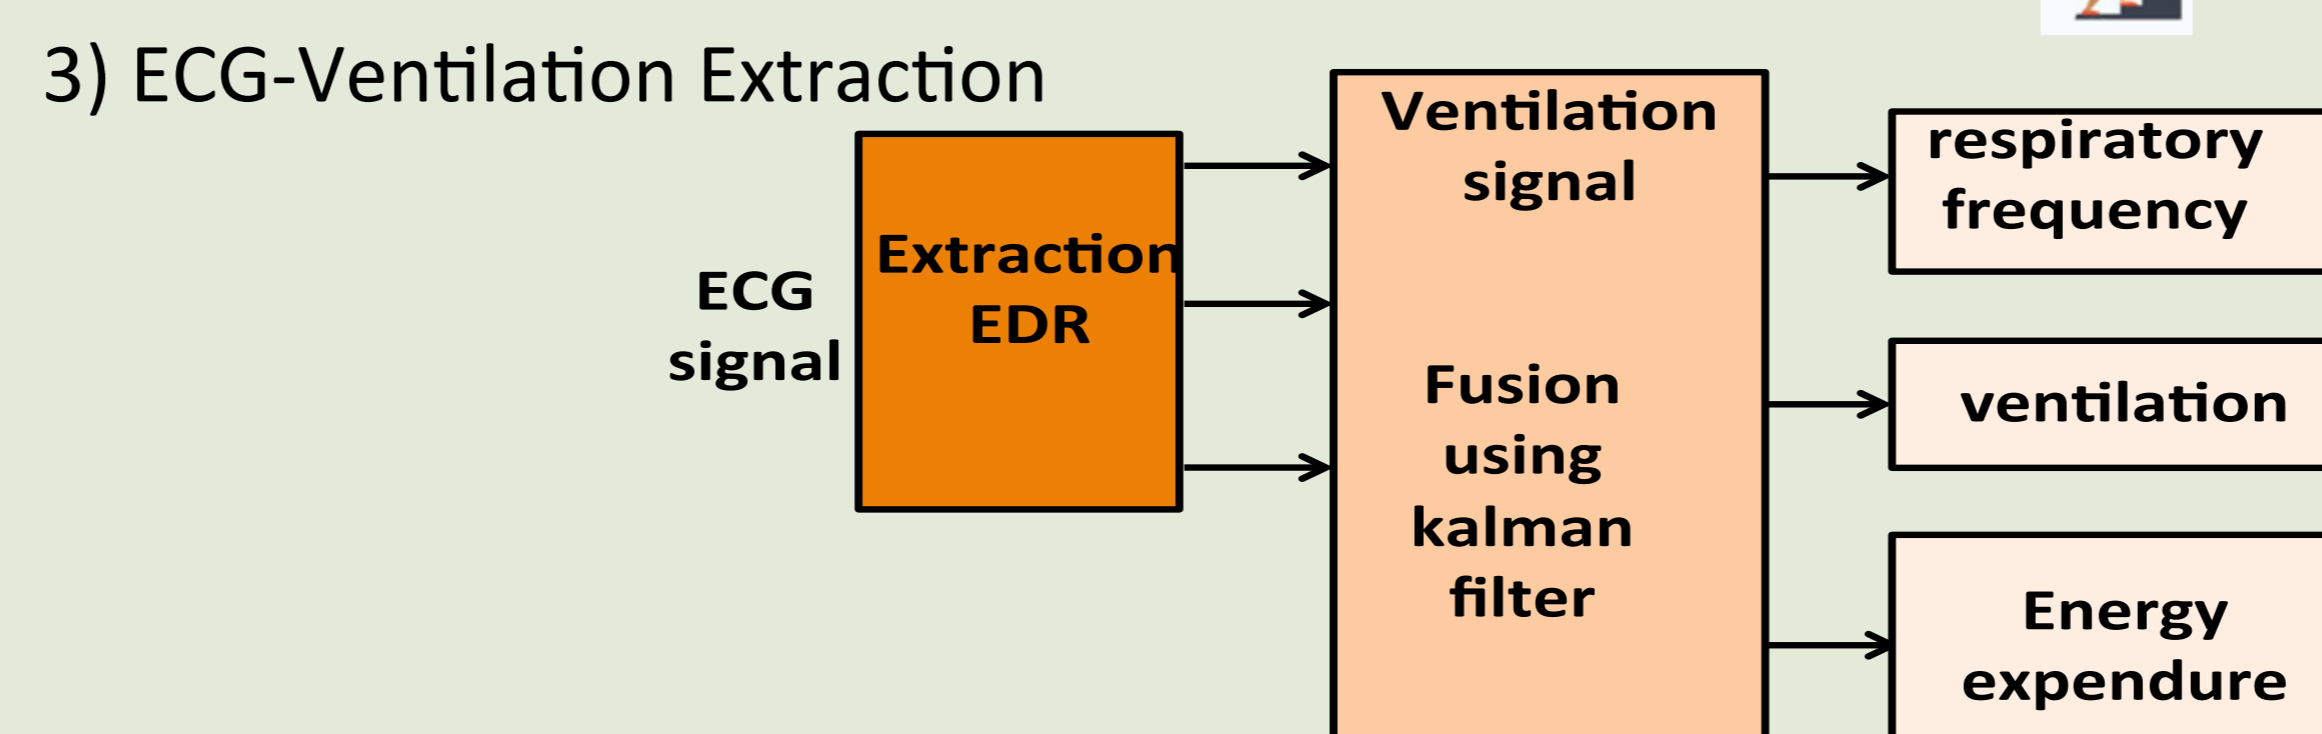 3) ECG-Ventilation Extraction
ECG
signal
Extraction
EDR
Ventilation
signal
Fusion
using
kalman
filter
respiratory
frequency
ventilation
Energy
expendure